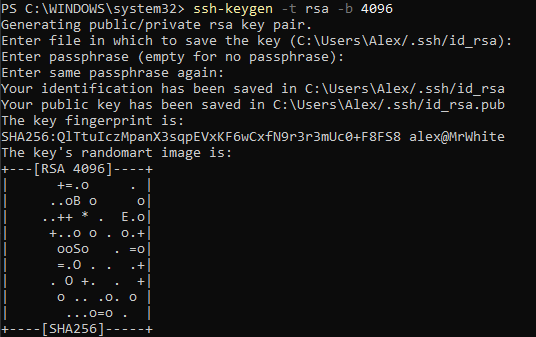 PS C:\WINDOWS\system32> ssh-keygen -t rsa -b 4096
Generating public/private rsa key pair.
Enter file in which to save the key (C:\Users\Alex/.ssh/id_rsa):
Enter passphrase (empty for no passphrase):
Enter same passphrase again:
Your identification has been saved in C:\Users\Alex/.ssh/id_rsa
Your public key has been saved in C:\Users\Alex/.ssh/id_rsa.pub
The key fingerprint is:
SHA256:QlTtuIczMpanX3sqpEVxKF6wCxfN9r3r3mUc0+F8FS8 alex@MrWhite
The key's randomart image is:
+---[RSA 4096]----+
|      +=.o     . |
|     ..oB o     o|
|    ..++ * .  E.o|
|     +..o o . o.+|
|      ooSo   . =o|
|      =.O . .  .+|
|     . O +.  .  +|
|      o .. .o. o |
|       ...o=o .  |
+----[SHA256]-----+